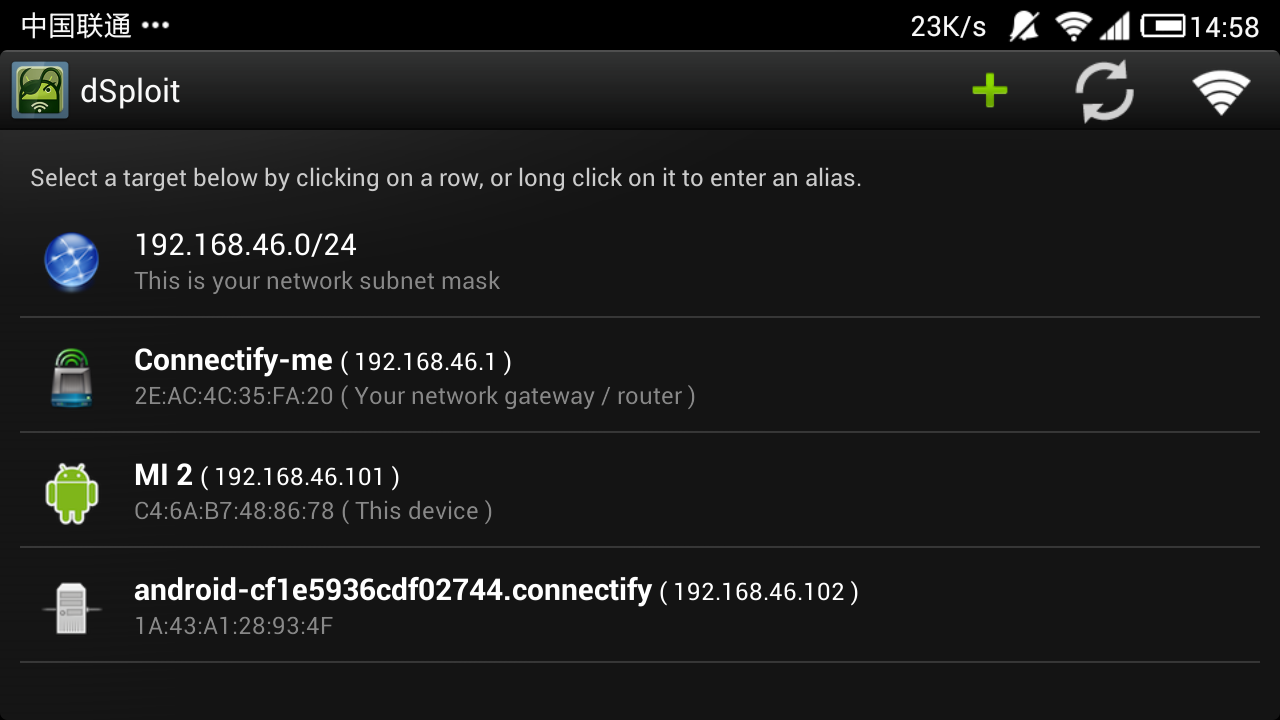 中国联通 •••
23K/s
14:58
dSploit
Select a target below by clicking on a row, or long click on it to enter an alias.
192.168.46.0/24
This is your network subnet mask
Connectify-me ( 192.168.46.1 )
2E:AC:4C:35:FA:20 ( Your network gateway / router )
MI 2 ( 192.168.46.101 )
C4:6A:B7:48:86:78 ( This device )
android-cf1e5936cdf02744.connectify ( 192.168.46.102 )
1A:43:A1:28:93:4F